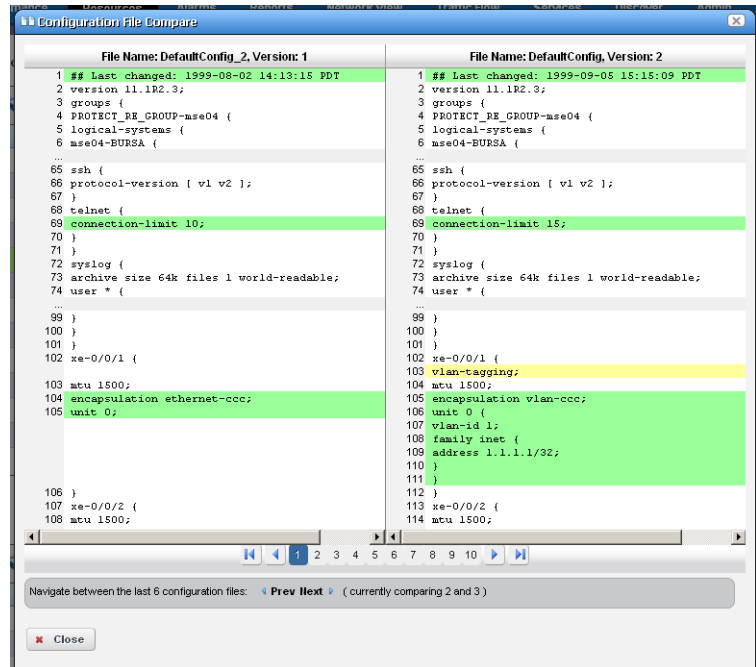 Resources Alarms Reports Network View Traffic Flow Services Discover Admin
Configuration File Compare
File Name: DefaultConfig_2, Version: 1
1 ## Last changed: 1999-08-02 14:13:15 PDT
2 version 11.1R2.3;
3 groups {
4 PROTECT_RE_GROUP-mse04 {
5 logical-systems {
6 mse04-BURSA {
...
65 ssh {
66 protocol-version [ v1 v2 ];
67 }
68 telnet {
69 connection-limit 10;
70 }
71 }
72 syslog {
73 archive size 64k files 1 world-readable;
74 user * {
...
99 }
100 }
101 }
102 xe-0/0/1 {
103 mtu 1500;
104 encapsulation ethernet-ccc;
105 unit 0;
106 }
107 xe-0/0/2 {
108 mtu 1500;
File Name: DefaultConfig, Version: 2
1 ## Last changed: 1999-09-05 15:15:09 PDT
2 version 11.1R2.3;
3 groups {
4 PROTECT_RE_GROUP-mse04 {
5 logical-systems {
6 mse04-BURSA {
...
65 ssh {
66 protocol-version [ v1 v2 ];
67 }
68 telnet {
69 connection-limit 15;
70 }
71 }
72 syslog {
73 archive size 64k files 1 world-readable;
74 user * {
...
99 }
100 }
101 }
102 xe-0/0/1 {
103 vlan-tagging;
104 mtu 1500;
105 encapsulation vlan-ccc;
106 unit 0 {
107 vlan-id 1;
108 family inet {
109 address 1.1.1.1/32;
110 }
111 }
112 }
113 xe-0/0/2 {
114 mtu 1500;
1 2 3 4 5 6 7 8 9 10
Navigate between the last 6 configuration files: Prev Next ( currently comparing 2 and 3 )
Close